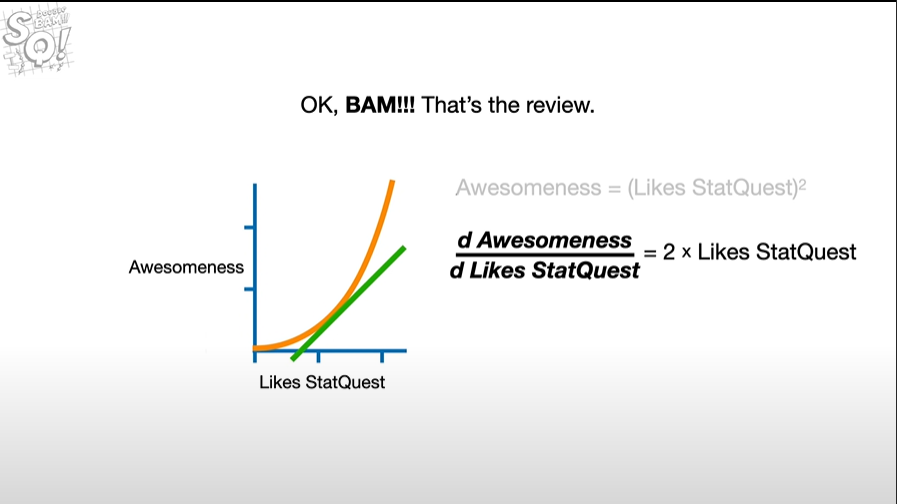 DOUBLE
BAM!!!
SQ!
OK, BAM!!! That's the review.
Awesomeness = (Likes StatQuest)²
d Awesomeness
d Likes StatQuest
= 2 x Likes StatQuest
Awesomeness
Likes StatQuest